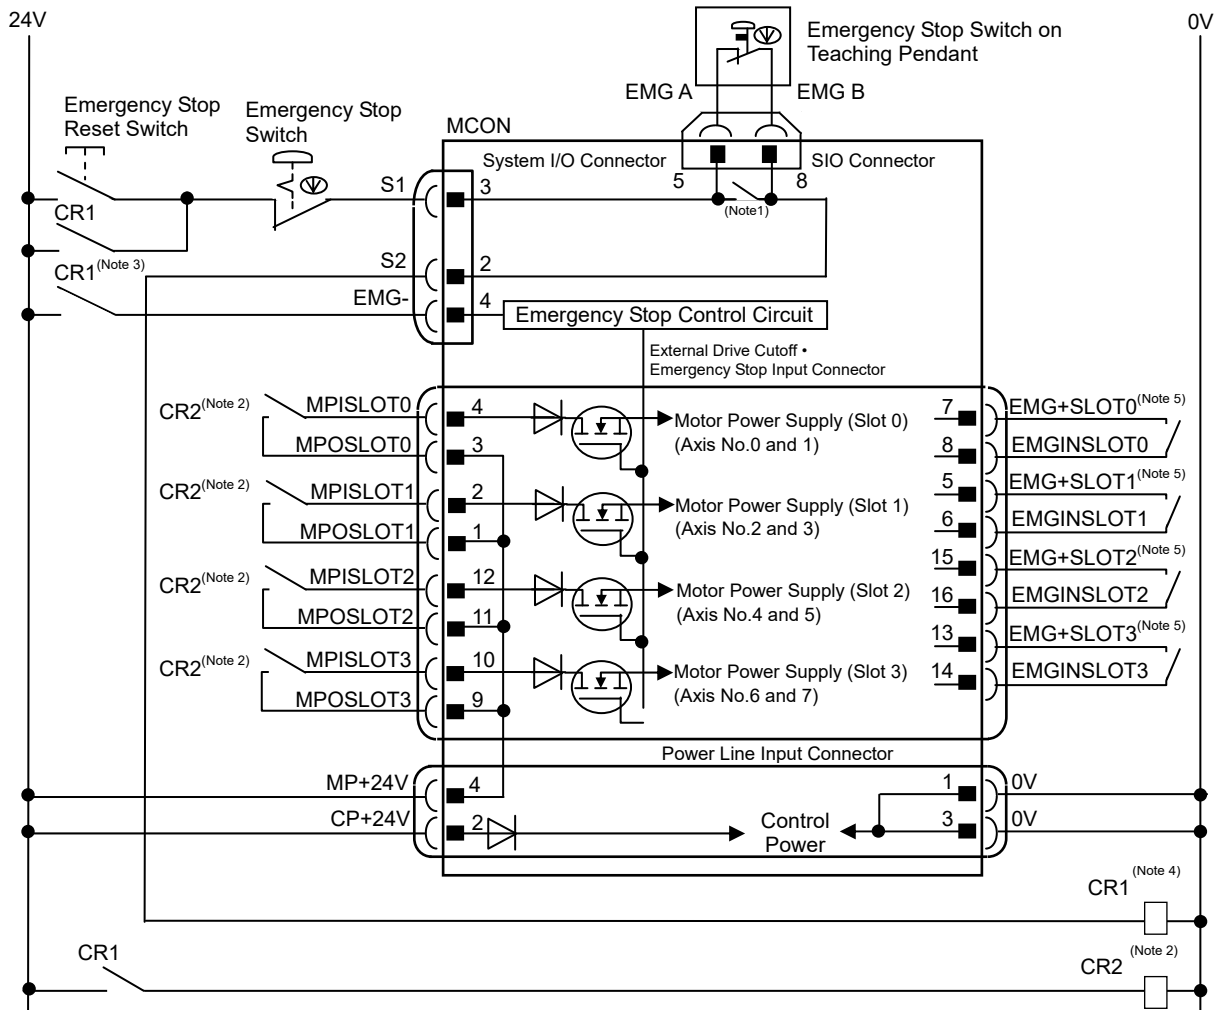 24V
0V
Emergency Stop Switch on
Teaching Pendant
EMG A
EMG B
Emergency Stop
Reset Switch
Emergency Stop
Switch
MCON
System I/O Connector
SIO Connector
5
8
S1
3
(Note1)
CR1
S2
2
CR1(Note 3)
EMG-
4
Emergency Stop Control Circuit
External Drive Cutoff •
Emergency Stop Input Connector
CR2(Note 2)
MPISLOT0
4
Motor Power Supply (Slot 0)
(Axis No.0 and 1)
7
EMG+SLOT0(Note 5)
MPOSLOT0
3
8
EMGINSLOT0
CR2(Note 2)
MPISLOT1
2
Motor Power Supply (Slot 1)
(Axis No.2 and 3)
5
EMG+SLOT1(Note 5)
MPOSLOT1
1
6
EMGINSLOT1
CR2(Note 2)
MPISLOT2
12
Motor Power Supply (Slot 2)
(Axis No.4 and 5)
15
EMG+SLOT2(Note 5)
MPOSLOT2
11
16
EMGINSLOT2
CR2(Note 2)
MPISLOT3
10
Motor Power Supply (Slot 3)
(Axis No.6 and 7)
13
EMG+SLOT3(Note 5)
MPOSLOT3
9
14
EMGINSLOT3
Power Line Input Connector
MP+24V
4
1
0V
CP+24V
2
Control
Power
3
0V
CR1(Note 4)
CR1
CR2(Note 2)